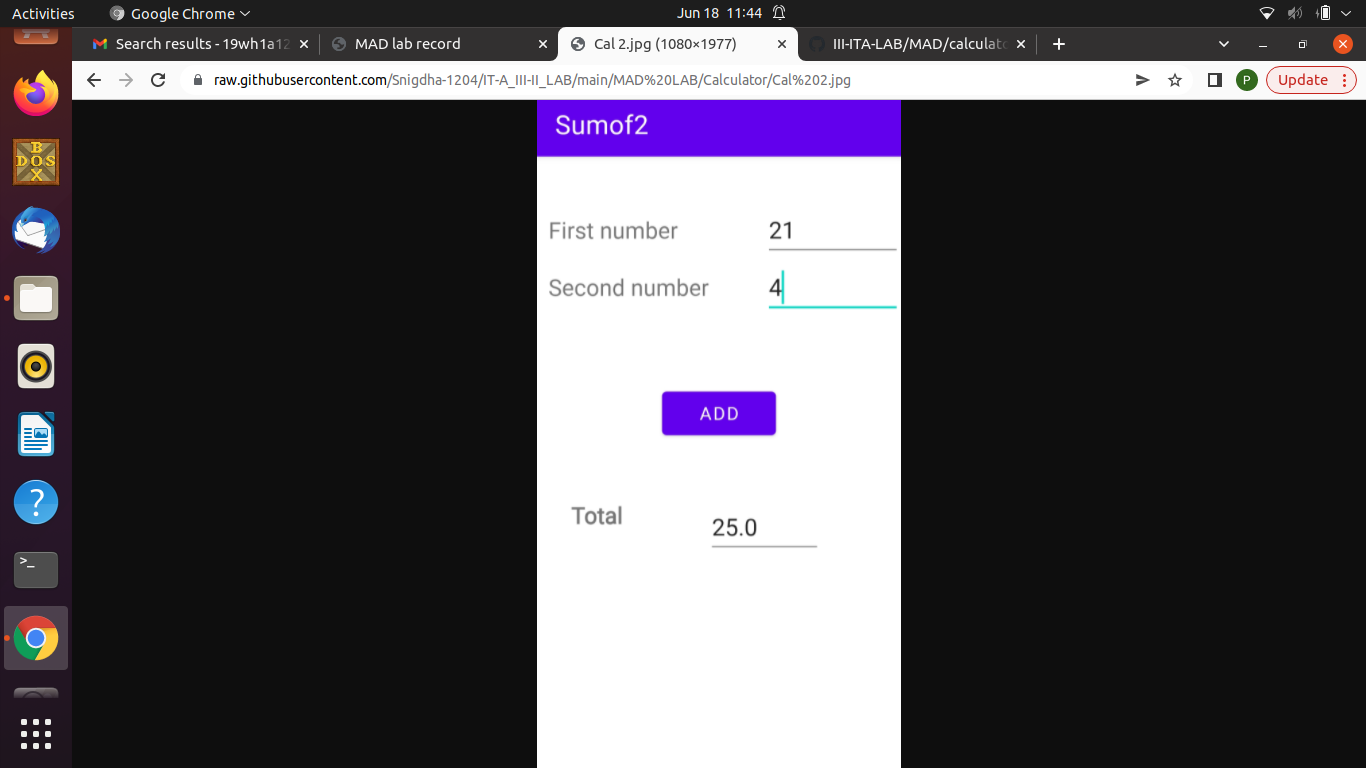 Activities Google Chrome Jun 18 11:44
Search results - 19wh1a12 MAD lab record Cal 2.jpg (1080×1977) III-ITA-LAB/MAD/calculato
raw.githubusercontent.com/Snigdha-1204/IT-A_III-II_LAB/main/MAD%20LAB/Calculator/Cal%202.jpg P Update
Sumof2
First number 21
Second number 4
ADD
Total 25.0
B
DOS
X
?
>_